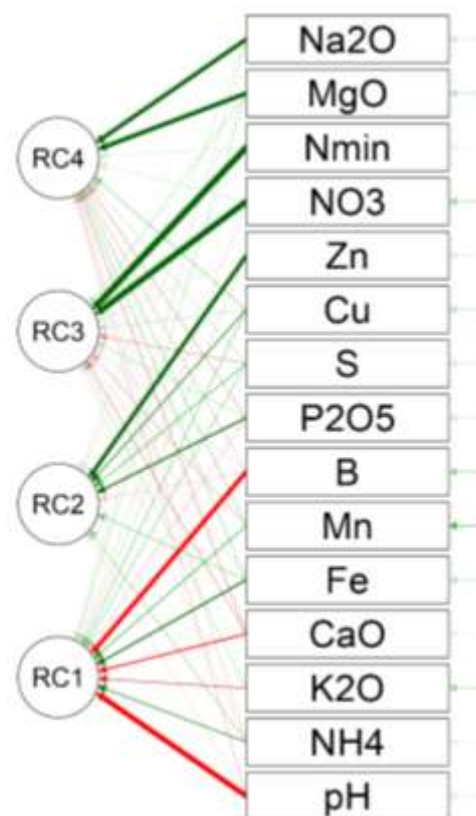 Na2O
MgO
RC4
Nmin
NO3
Zn
Cu
RC3
S
P2O5
B
RC2
Mn
Fe
CaO
RC1
K2O
NH4
pH